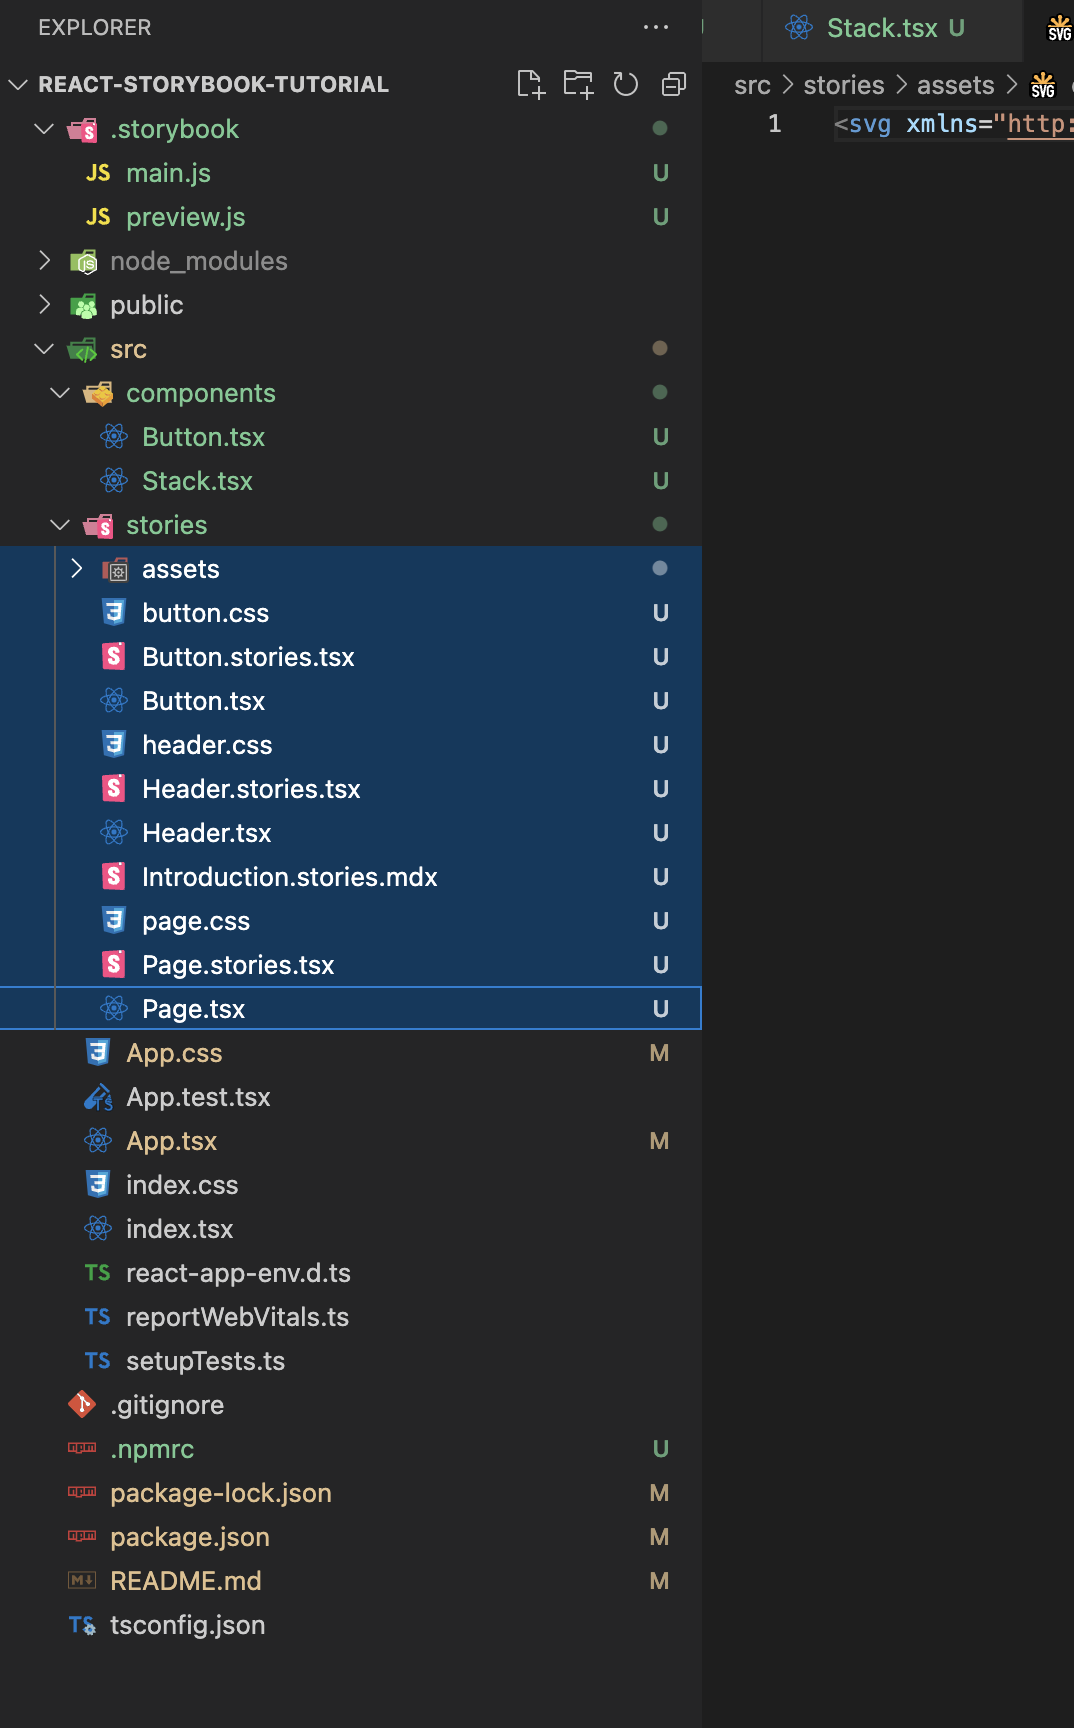 EXPLORER
REACT-STORYBOOK-TUTORIAL
.storybook
JS main.js U
JS preview.js U
node_modules
public
src
components
Button.tsx U
Stack.tsx U
stories
assets
button.css U
Button.stories.tsx U
Button.tsx U
header.css U
Header.stories.tsx U
Header.tsx U
Introduction.stories.mdx U
page.css U
Page.stories.tsx U
Page.tsx U
App.css M
App.test.tsx
App.tsx M
index.css
index.tsx
TS react-app-env.d.ts
TS reportWebVitals.ts
TS setupTests.ts
.gitignore
.npmrc U
package-lock.json M
package.json M
README.md M
TS tsconfig.json
Stack.tsx U
SVG
src > stories > assets > SVG
1 <svg xmlns="http: